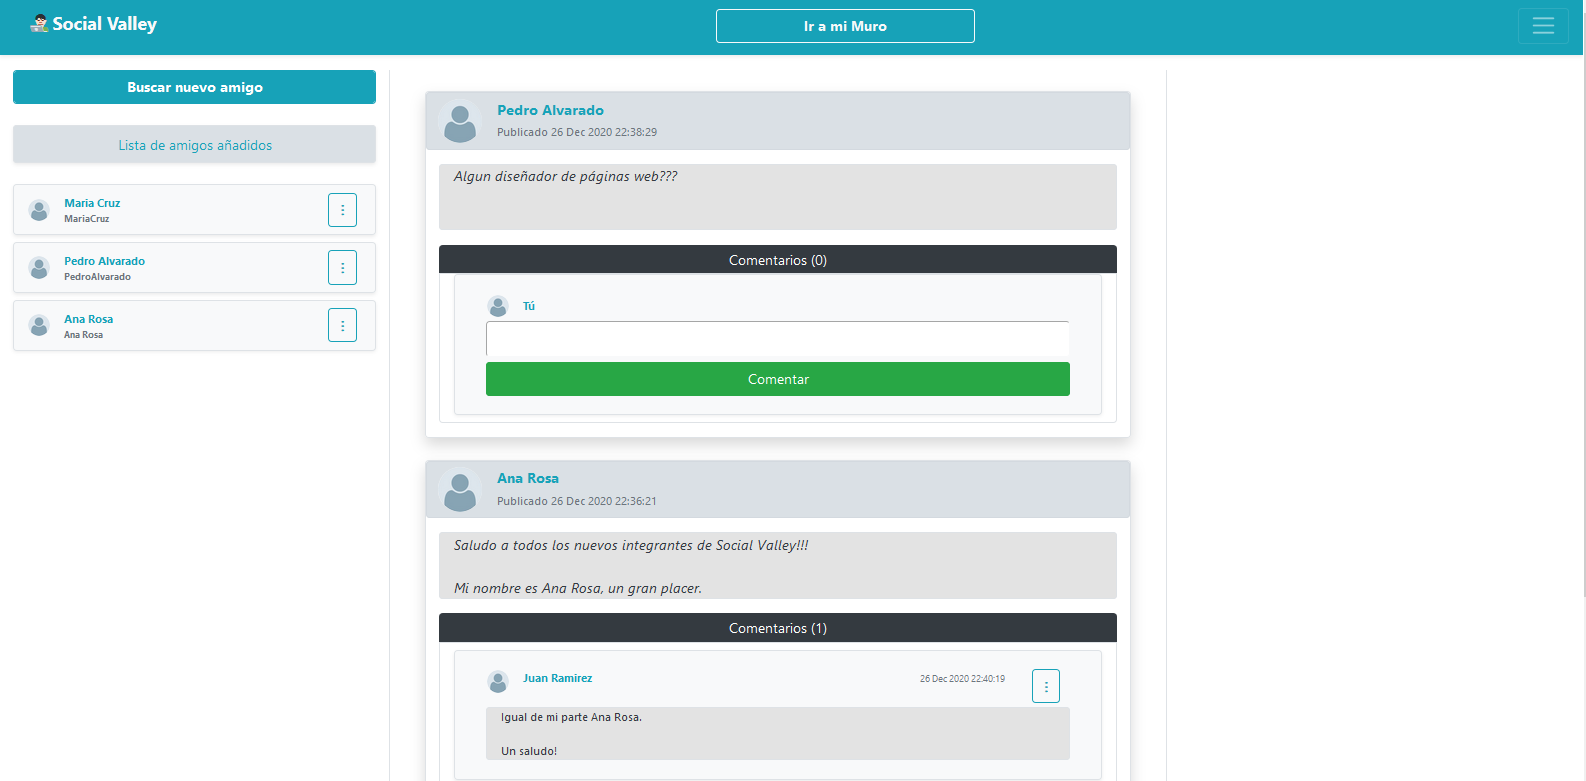 Social Valley
Ir a mi Muro
Buscar nuevo amigo
Lista de amigos añadidos
Maria Cruz
MariaCruz
Pedro Alvarado
PedroAlvarado
Ana Rosa
Ana Rosa
Pedro Alvarado
Publicado 26 Dec 2020 22:38:29
Algun diseñador de páginas web???
Comentarios (0)
Tú
Comentar
Ana Rosa
Publicado 26 Dec 2020 22:36:21
Saludo a todos los nuevos integrantes de Social Valley!!!
Mi nombre es Ana Rosa, un gran placer.
Comentarios (1)
Juan Ramirez
26 Dec 2020 22:40:19
Igual de mi parte Ana Rosa.
Un saludo!